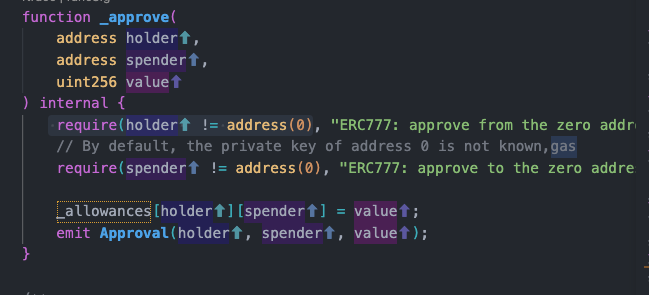 function _approve(
address holder⬆,
address spender⬆,
uint256 value⬆
) internal {
require(holder⬆ != address(0), "ERC777: approve from the zero addre
// By default, the private key of address 0 is not known,gas
require(spender⬆ != address(0), "ERC777: approve to the zero addres
_allowances[holder⬆][spender⬆] = value⬆;
emit Approval(holder⬆, spender⬆, value⬆);
}